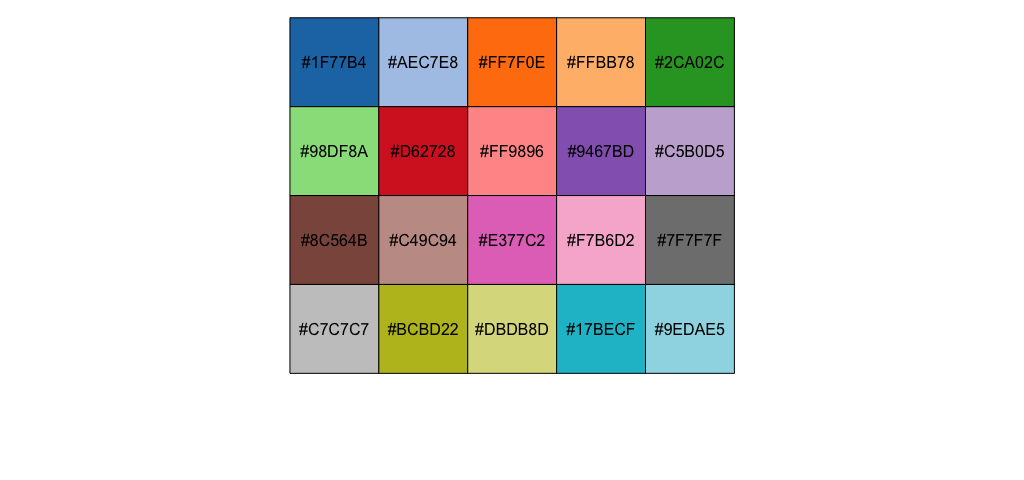 #1F77B4 #AEC7E8 #FF7F0E #FFBB78 #2CA02C
#98DF8A #D62728 #FF9896 #9467BD #C5B0D5
#8C564B #C49C94 #E377C2 #F7B6D2 #7F7F7F
#C7C7C7 #BCBD22 #DBDB8D #17BECF #9EDAE5